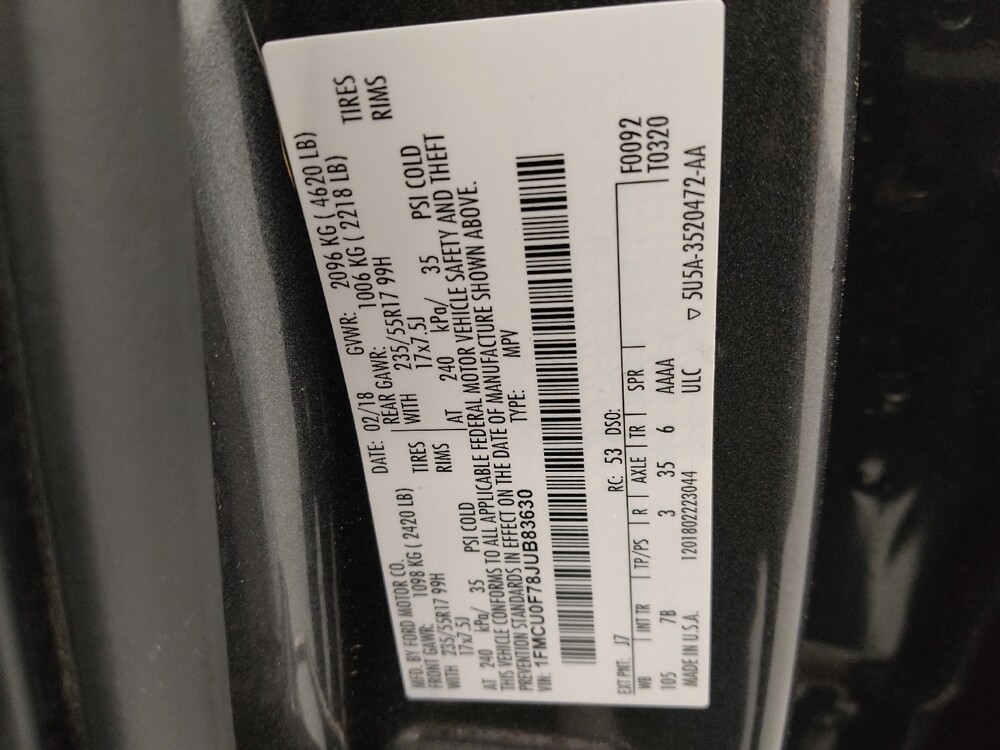 MFD. BY FORD MOTOR CO.
DATE: 02/18 GVWR: 2096 KG ( 4620 LB)
FRONT GAWR: 1098 KG ( 2420 LB) REAR GAWR: 1006 KG ( 2218 LB)
WITH 235/55R17 99H TIRES WITH 235/55R17 99H TIRES
17x7.5J RIMS 17x7.5J RIMS
AT 240 kPa/ 35 PSI COLD AT 240 kPa/ 35 PSI COLD
THIS VEHICLE CONFORMS TO ALL APPLICABLE FEDERAL MOTOR VEHICLE SAFETY AND THEFT
PREVENTION STANDARDS IN EFFECT ON THE DATE OF MANUFACTURE SHOWN ABOVE.
VIN: 1FMCU0F78JUB83630 TYPE: MPV
F0092
T0320
EXT PNT: J7 RC: 53 DSO:
WB INT TR TP/PS R AXLE TR SPR
105 7B 3 35 6 AAAA
MADE IN U.S.A. 1201802223044 ULC ▽ 5U5A-3520472-AA